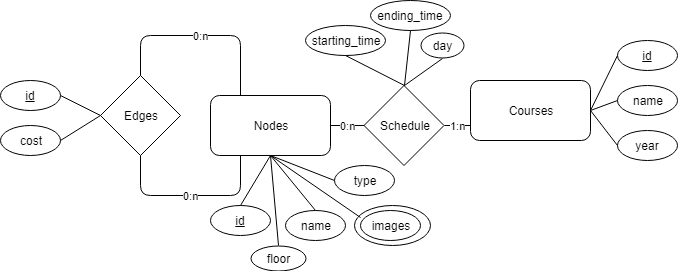 ending_time
starting_time
day
0:n
id
id
cost
Edges
Nodes
0:n
Schedule
1:n
Courses
name
year
type
0:n
id
name
images
floor